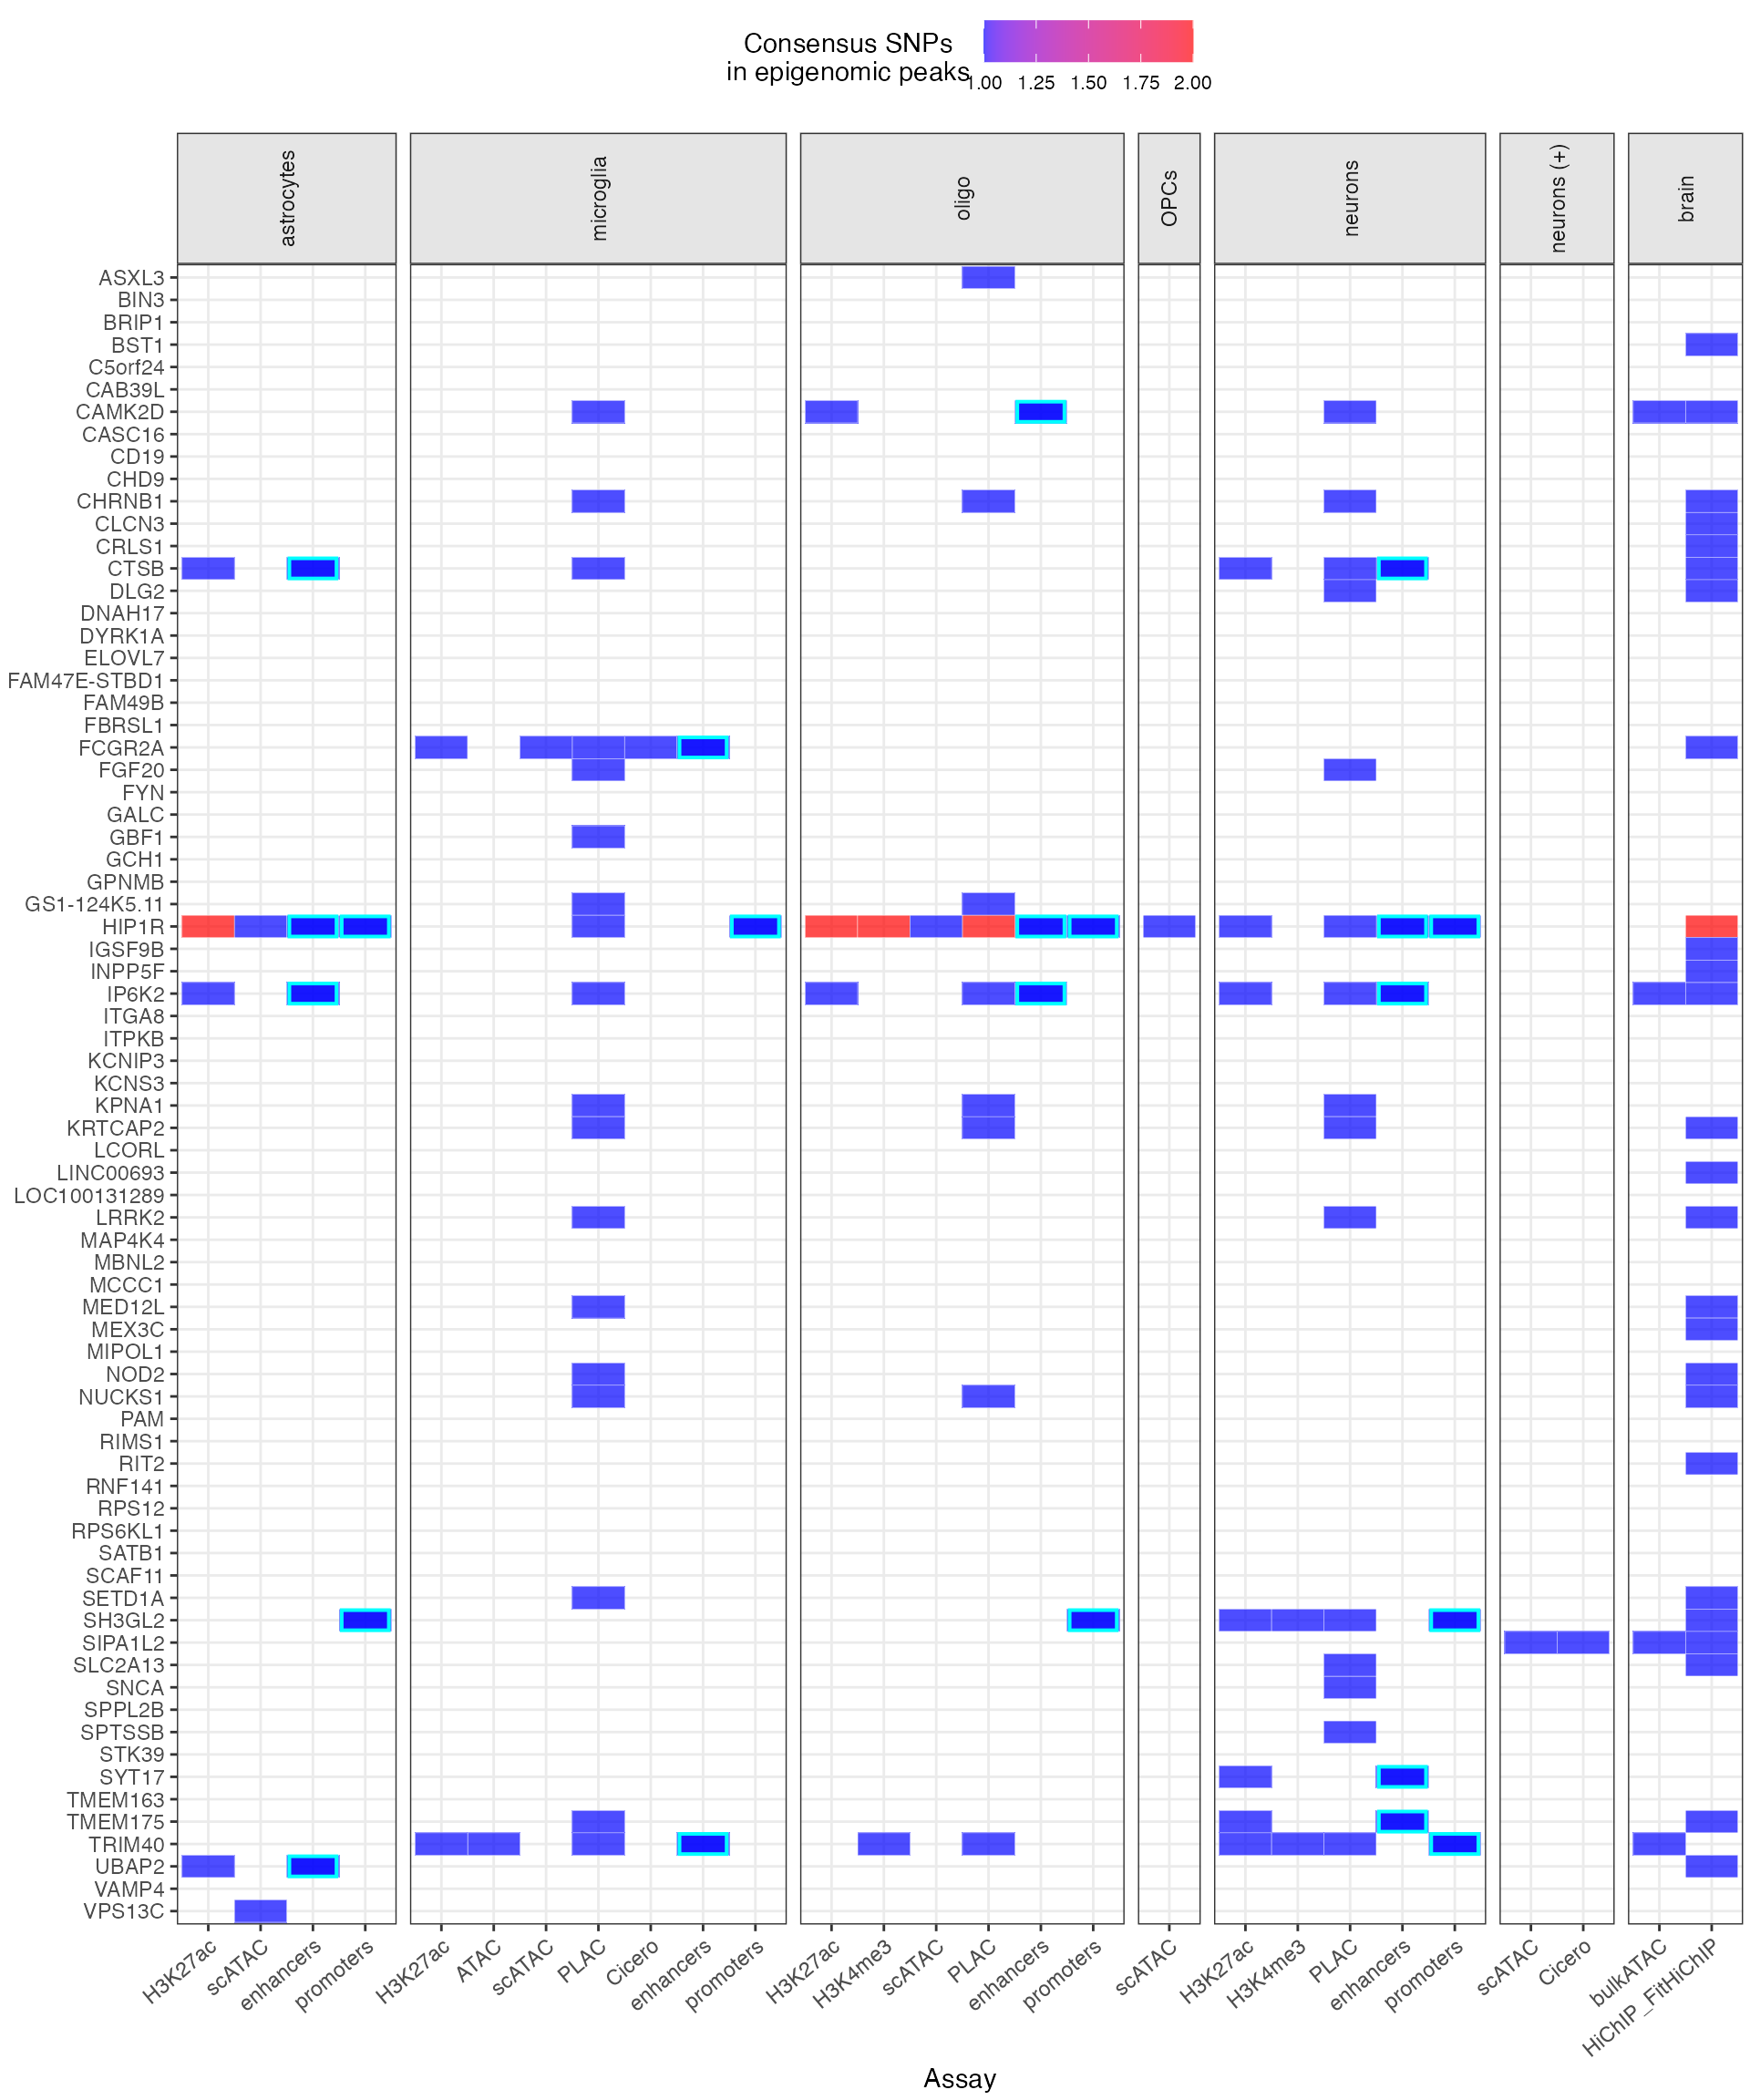 Consensus SNPs
in epigenomic peaks
1.00 1.25 1.50 1.75 2.00
astrocytes
microglia
oligo
OPCs
neurons
neurons (+)
brain
ASXL3
BIN3
BRIP1
BST1
C5orf24
CAB39L
CAMK2D
CASC16
CD19
CHD9
CHRNB1
CLCN3
CRLS1
CTSB
DLG2
DNAH17
DYRK1A
ELOVL7
FAM47E-STBD1
FAM49B
FBRSL1
FCGR2A
FGF20
FYN
GALC
GBF1
GCH1
GPNMB
GS1-124K5.11
HIP1R
IGSF9B
INPP5F
IP6K2
ITGA8
ITPKB
KCNIP3
KCNS3
KPNA1
KRTCAP2
LCORL
LINC00693
LOC100131289
LRRK2
MAP4K4
MBNL2
MCCC1
MED12L
MEX3C
MIPOL1
NOD2
NUCKS1
PAM
RIMS1
RIT2
RNF141
RPS12
RPS6KL1
SATB1
SCAF11
SETD1A
SH3GL2
SIPA1L2
SLC2A13
SNCA
SPPL2B
SPTSSB
STK39
SYT17
TMEM163
TMEM175
TRIM40
UBAP2
VAMP4
VPS13C
H3K27ac
scATAC
enhancers
promoters
H3K27ac
ATAC
scATAC
PLAC
Cicero
enhancers
promoters
H3K27ac
H3K4me3
scATAC
PLAC
enhancers
promoters
scATAC
H3K27ac
H3K4me3
PLAC
enhancers
promoters
scATAC
Cicero
bulkATAC
HiChIP_FitHiChIP
Assay